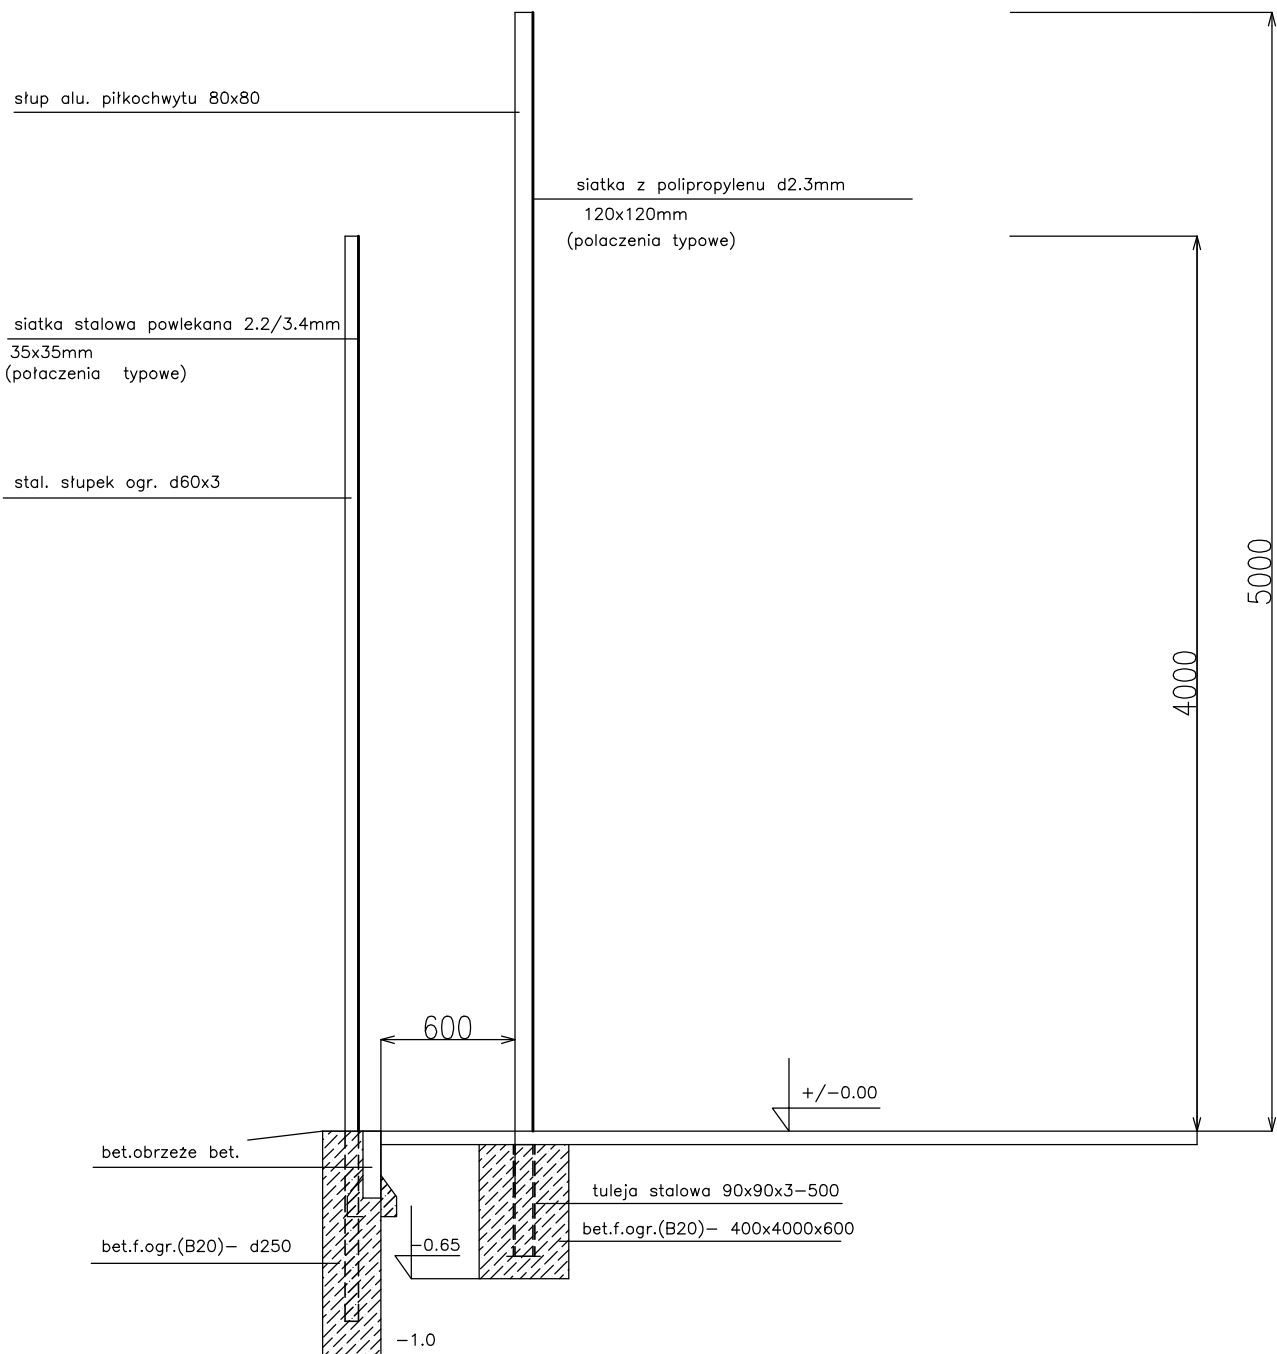 słup alu. piłkochwytu 80x80
siatka z polipropylenu d2.3mm
120x120mm
(polaczenia typowe)
siatka stalowa powlekana 2.2/3.4mm
35x35mm
(połaczenia typowe)
stal. słupek ogr. d60x3
5000
4000
600
+/-0.00
bet.obrzeże bet.
tuleja stalowa 90x90x3-500
bet.f.ogr.(B20)- 400x4000x600
bet.f.ogr.(B20)- d250
-0.65
-1.0